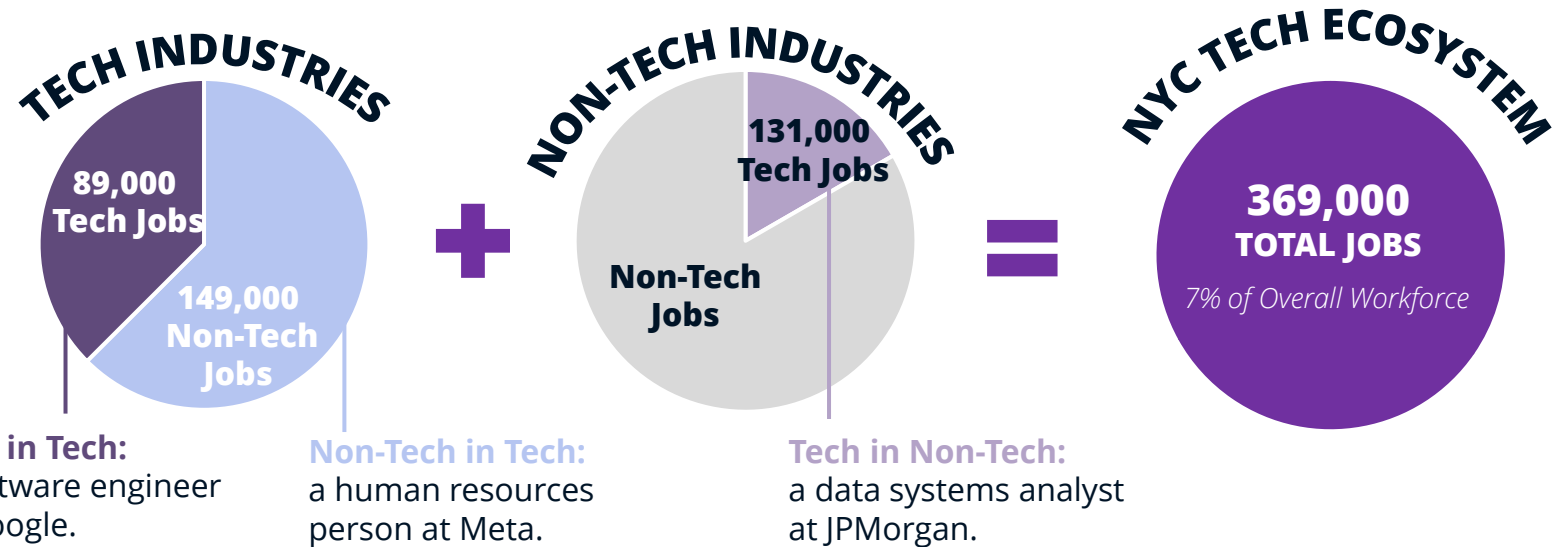 TECH INDUSTRIES
89,000
Tech Jobs
149,000
Non-Tech
Jobs
in Tech:
tware engineer
oogle.
Non-Tech in Tech:
a human resources
person at Meta.
NON-TECH INDUSTRIES
131,000
Tech Jobs
Non-Tech
Jobs
Tech in Non-Tech:
a data systems analyst
at JPMorgan.
NYC TECH ECOSYSTEM
369,000
TOTAL JOBS
7% of Overall Workforce